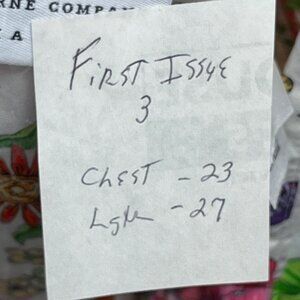 RNE COMPAN
A
FIRST ISSUE
3
CHEST - 23
Lgth - 27